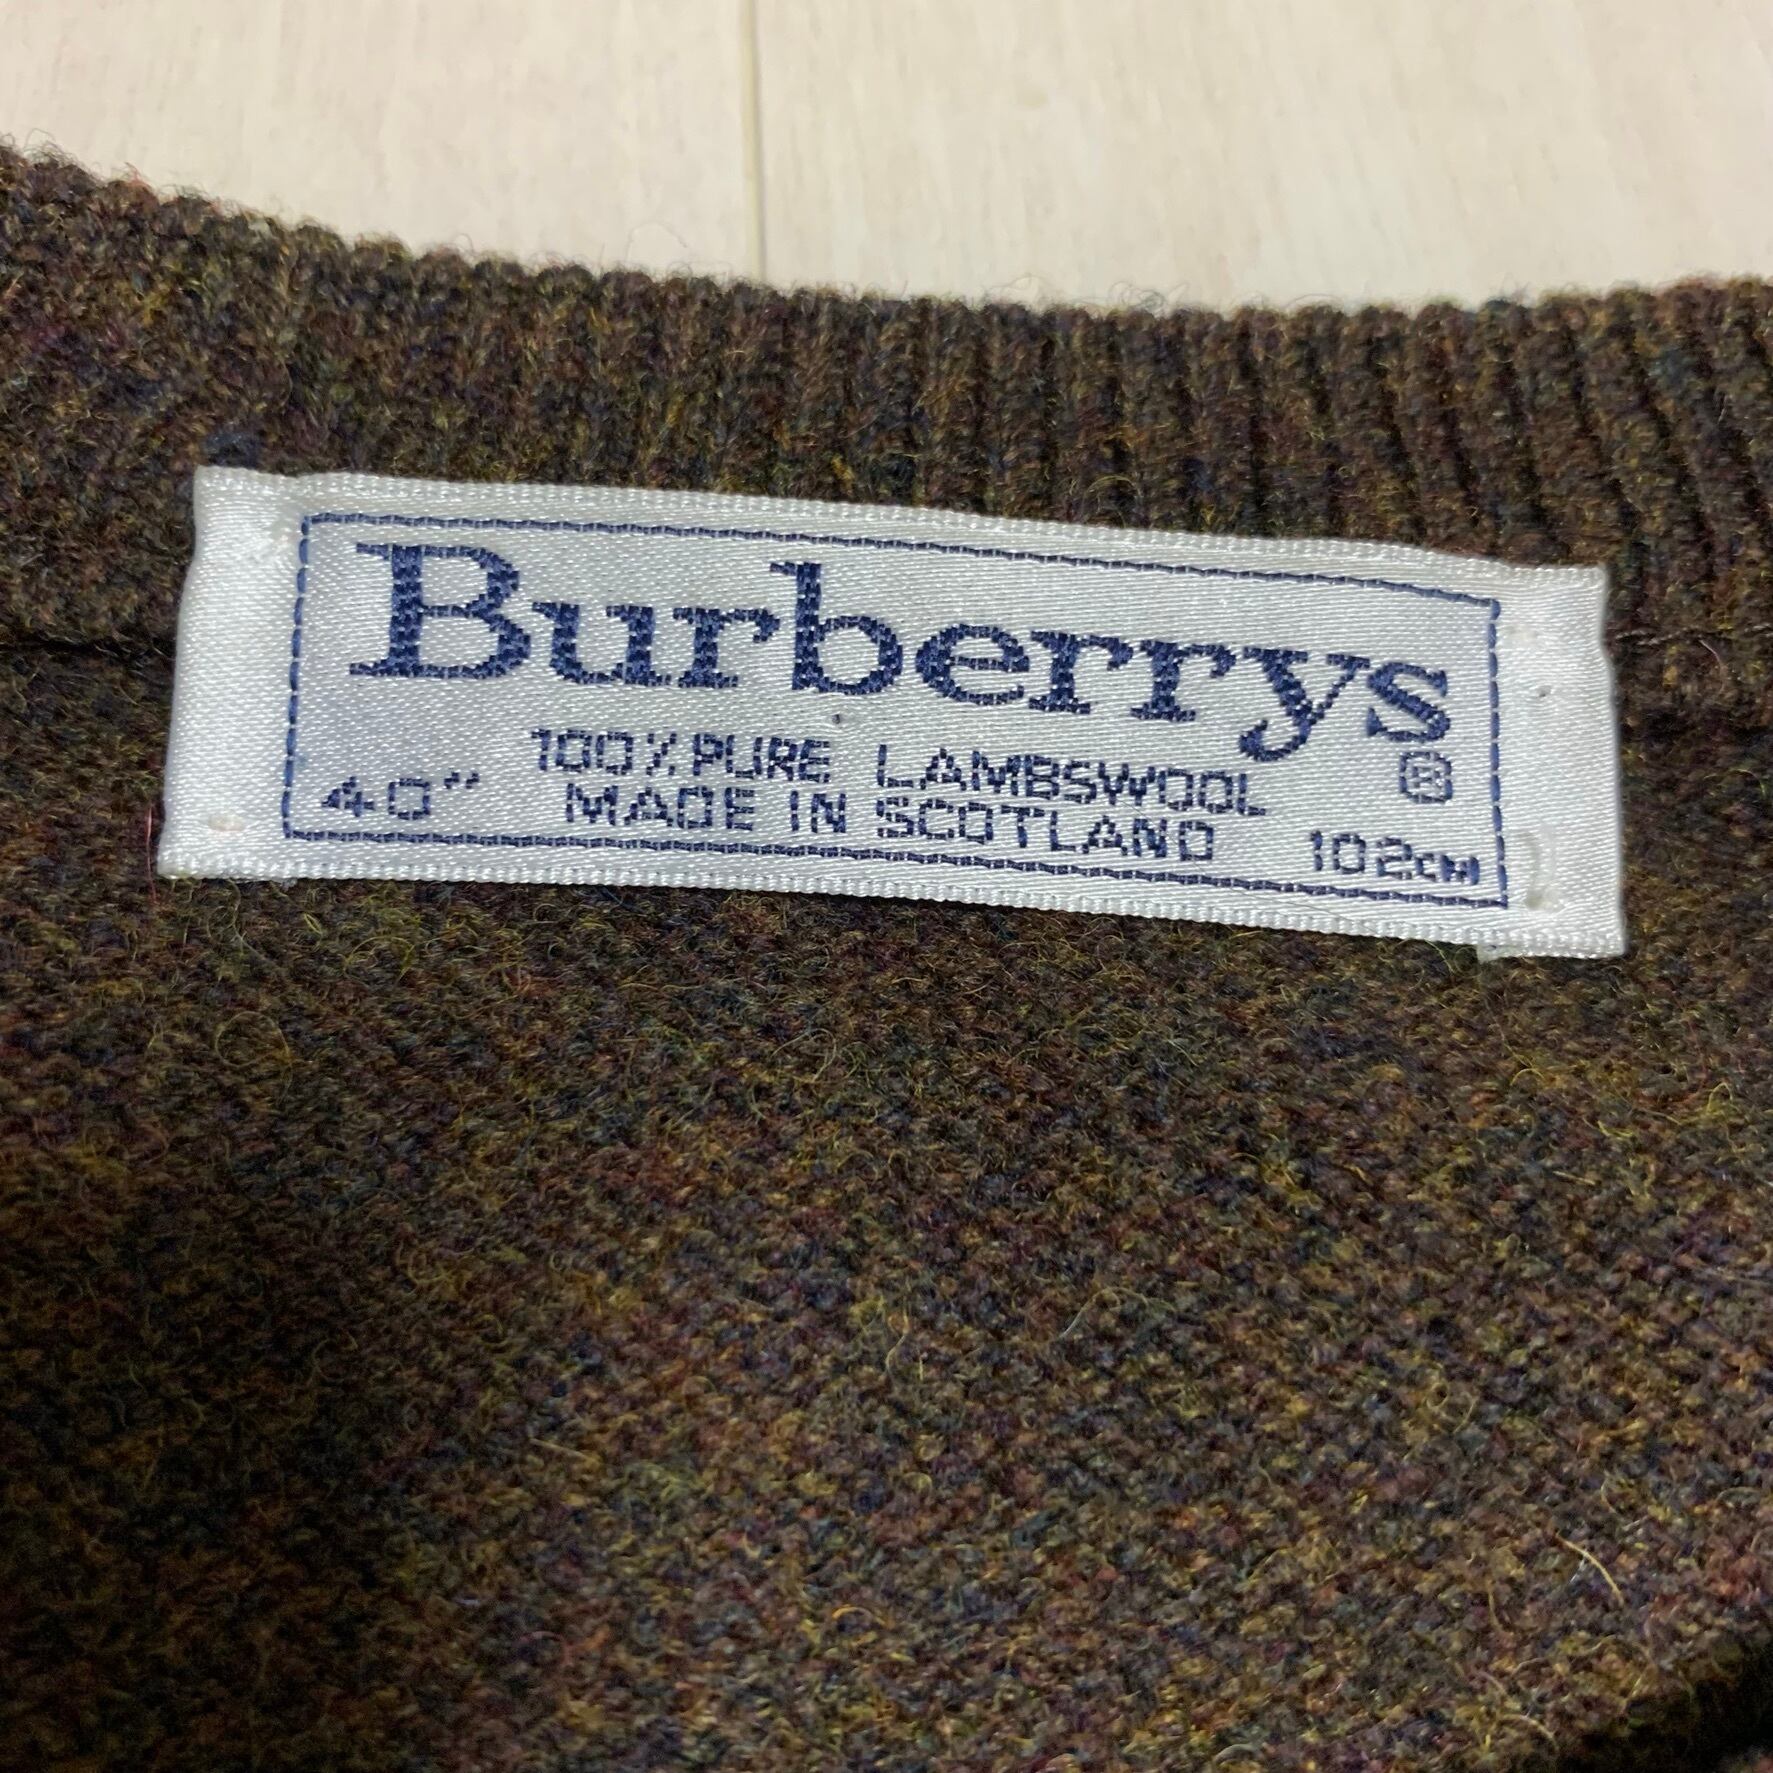 Burberrys
®
100% PURE LAMBSWOOL
40" MADE IN SCOTLAND 102CM